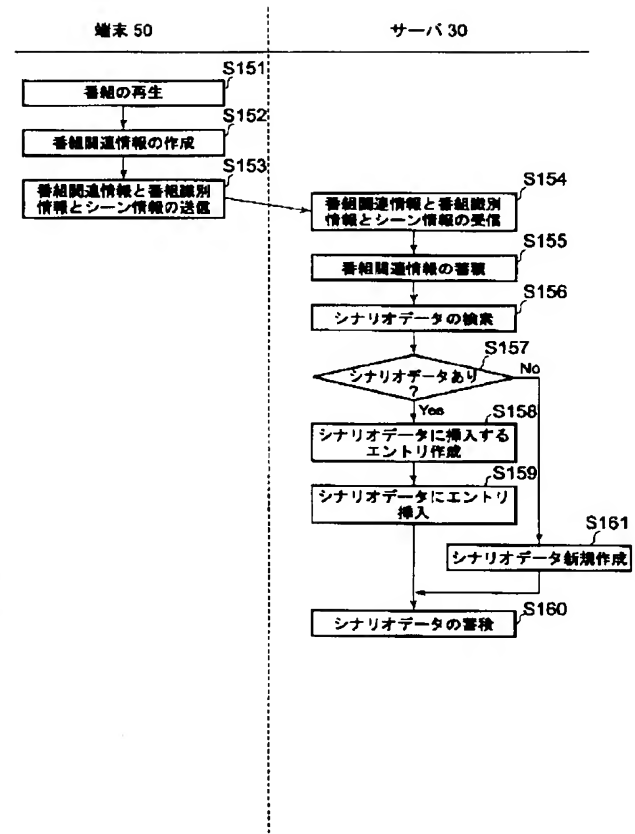 端末 50
サーバ 30
S151
番組の再生
S152
番組関連情報の作成
S153
番組関連情報と番組識別
情報とシーン情報の送信
S154
番組関連情報と番組識別
情報とシーン情報の受信
S155
番組関連情報の蓄積
S156
シナリオデータの検索
S157
シナリオデータあり
?
No
Yes
S158
シナリオデータに挿入する
エントリ作成
S159
シナリオデータにエントリ
挿入
S161
シナリオデータ新規作成
S160
シナリオデータの蓄積